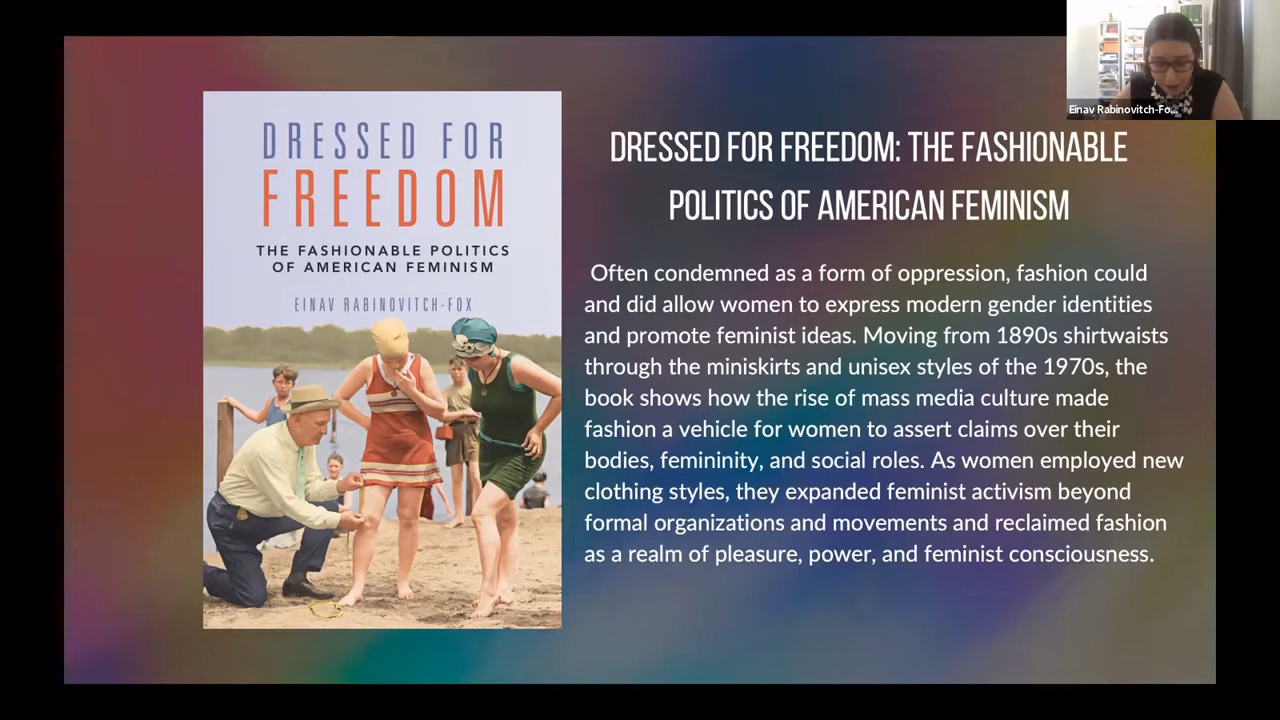 DRESSED FOR
FREEDOM
THE FASHIONABLE POLITICS
OF AMERICAN FEMINISM
EINAV RABINOVITCH-FOX
DRESSED FOR FREEDOM: THE FASHIONABLE
POLITICS OF AMERICAN FEMINISM
Often condemned as a form of oppression, fashion could
and did allow women to express modern gender identities
and promote feminist ideas. Moving from 1890s shirtwaists
through the miniskirts and unisex styles of the 1970s, the
book shows how the rise of mass media culture made
fashion a vehicle for women to assert claims over their
bodies, femininity, and social roles. As women employed new
clothing styles, they expanded feminist activism beyond
formal organizations and movements and reclaimed fashion
as a realm of pleasure, power, and feminist consciousness.
Einav Rabinovitch-Fo...